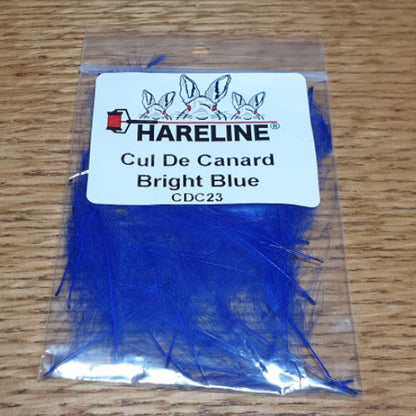 HARELINE®
Cul De Canard
Bright Blue
CDC23